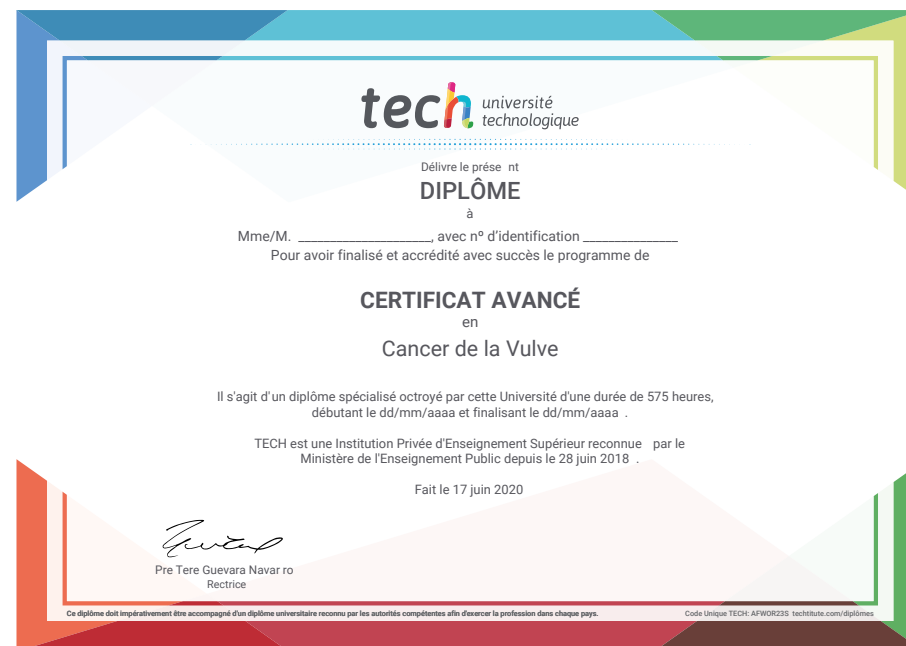 tech université
technologique
Délivre le prése nt
DIPLÔME
à
Mme/M. ____________________, avec nº d'identification _______________
Pour avoir finalisé et accrédité avec succès le programme de
CERTIFICAT AVANCÉ
en
Cancer de la Vulve
Il s'agit d'un diplôme spécialisé octroyé par cette Université d'une durée de 575 heures,
débutant le dd/mm/aaaa et finalisant le dd/mm/aaaa .
TECH est une Institution Privée d'Enseignement Supérieur reconnue par le
Ministère de l'Enseignement Public depuis le 28 juin 2018 .
Fait le 17 juin 2020
Pre Tere Guevara Navar ro
Rectrice
Ce diplôme doit impérativement être accompagné d'un diplôme universitaire reconnu par les autorités compétentes afin d'exercer la profession dans chaque pays.
Code Unique TECH: AFWOR23S techtitute.com/diplômes